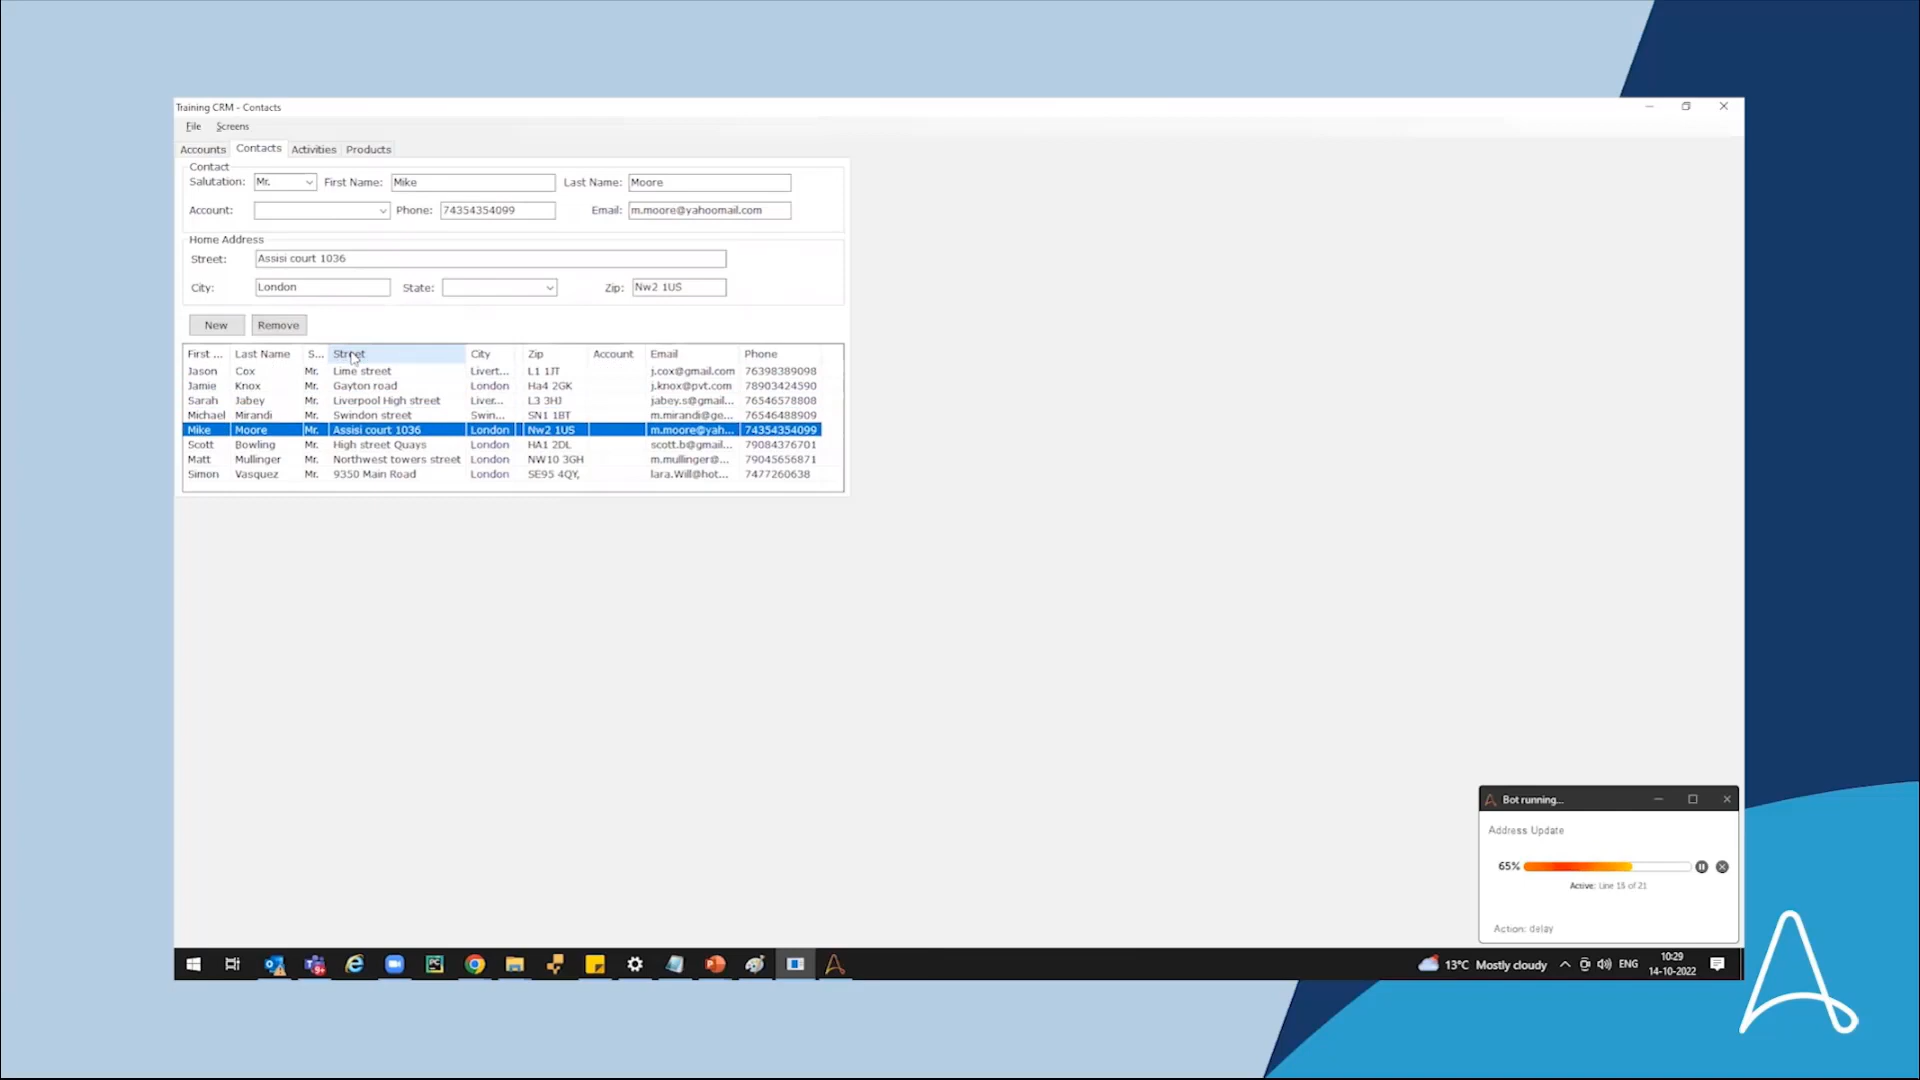 Training CRM - Contacts
File Screens
Accounts Contacts Activities Products
Contact
Salutation: Mr. First Name: Mike Last Name: Moore
Account: Phone: 74354354099 Email: m.moore@yahoomail.com
Home Address
Street: Assisi court 1036
City: London State: Zip: Nw2 1US
New Remove
First ... Last Name S... Street City Zip Account Email Phone
Jason Cox Mr. Lime street Livert... L1 1JT j.cox@gmail.com 76398389098
Jamie Knox Mr. Gayton road London Ha4 2GK j.knox@pvt.com 78903424590
Sarah Jabey Mr. Liverpool High street Liver... L3 3HJ jabey.s@gmail... 76546578808
Michael Mirandi Mr. Swindon street Swin... SN1 1BT m.mirandi@ge... 76546488909
Mike Moore Mr. Assisi court 1036 London Nw2 1US m.moore@yah... 74354354099
Scott Bowling Mr. High street Quays London HA1 2DL scott.b@gmail... 79084376701
Matt Mullinger Mr. Northwest towers street London NW10 3GH m.mullinger@... 79045656871
Simon Vasquez Mr. 9350 Main Road London SE95 4QY, lara.Will@hot... 7477260638
Bot running...
Address Update
65%
Active: Line of 21
Action: delay
13°C Mostly cloudy ENG 10:29
14-10-2022